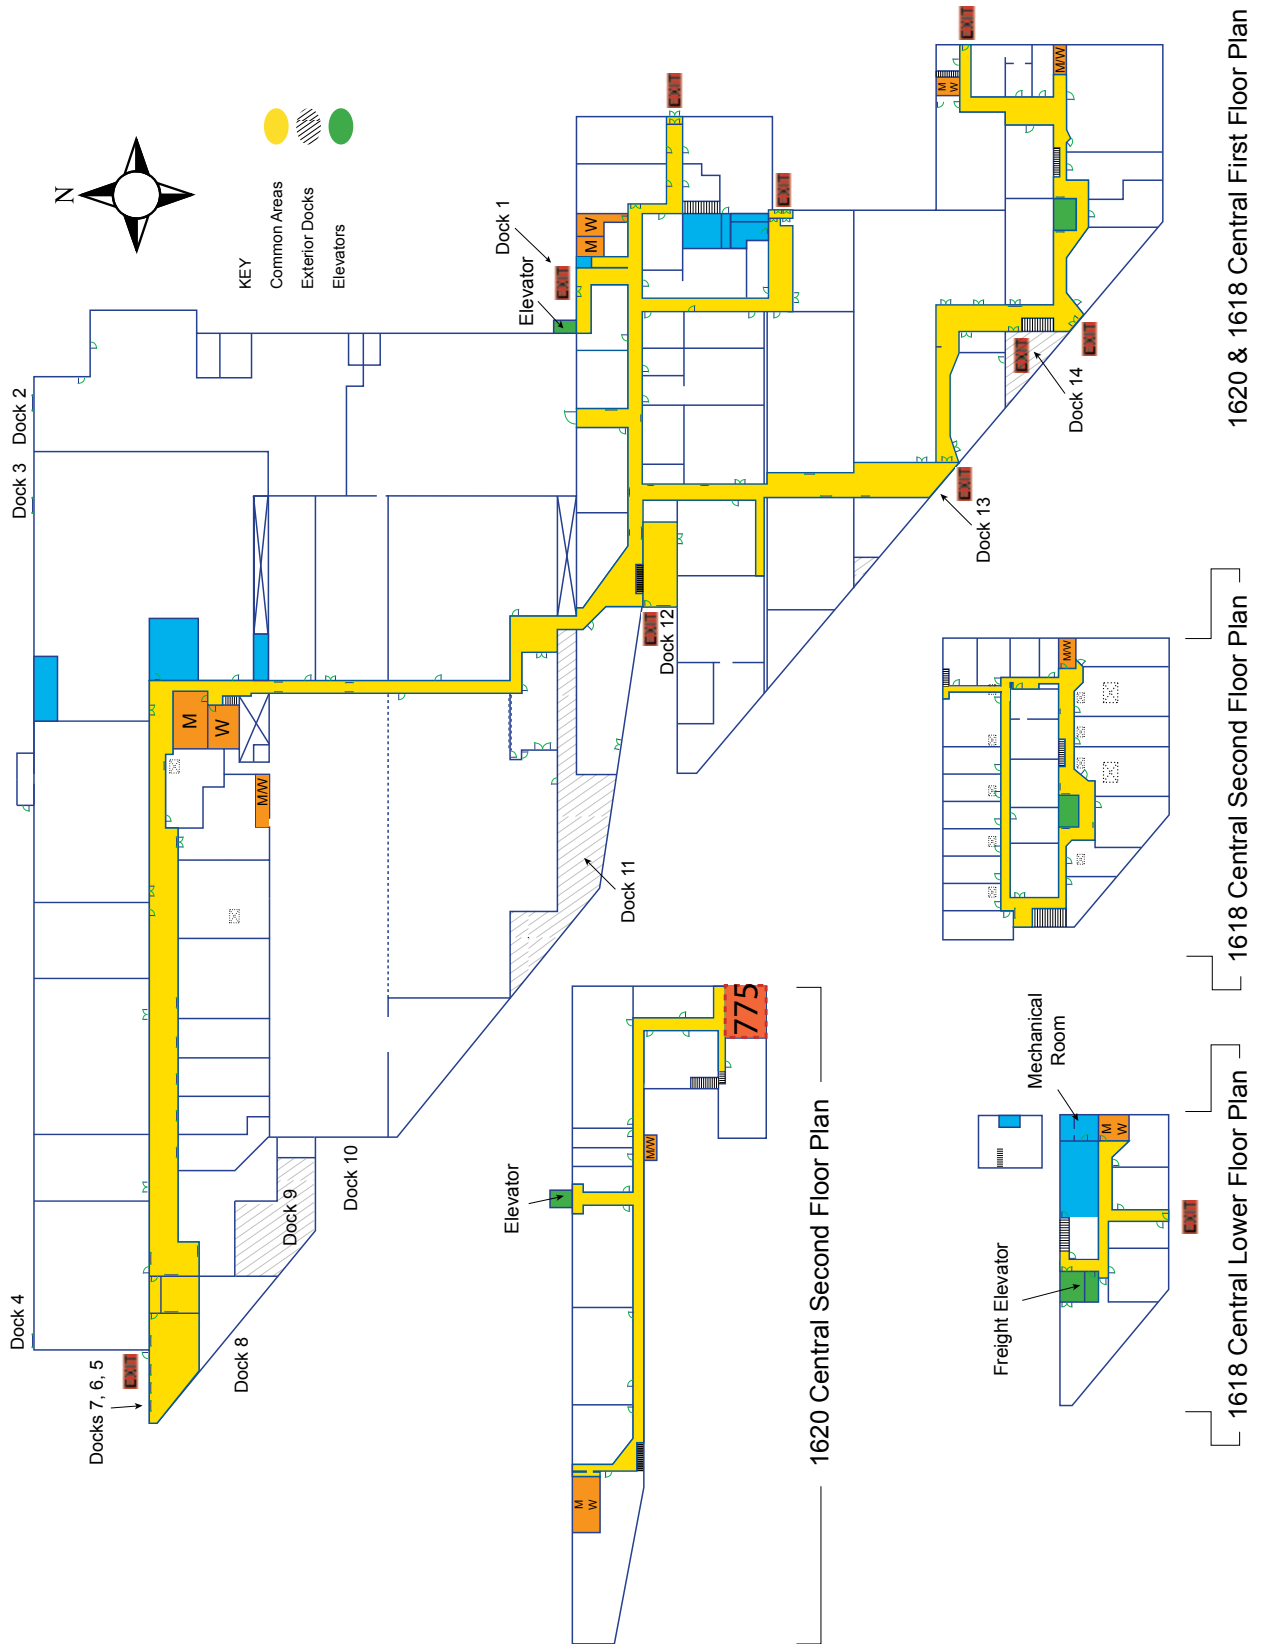 N
KEY
Common Areas
Exterior Docks
Elevators
Dock 2
Dock 3
Dock 1
Elevator
EXIT
EXIT
EXIT
EXIT
M
W
M
W
M/W
M
W
M/W
Dock 12
EXIT
Dock 13
EXIT
Dock 14
EXIT
EXIT
Dock 11
Dock 10
Dock 9
Dock 8
Dock 4
Docks 7, 6, 5
EXIT
1620 & 1618 Central First Floor Plan
Elevator
M
W
M/W
775
1620 Central Second Floor Plan
M/W
1618 Central Second Floor Plan
Mechanical
Room
Freight Elevator
M
W
EXIT
1618 Central Lower Floor Plan